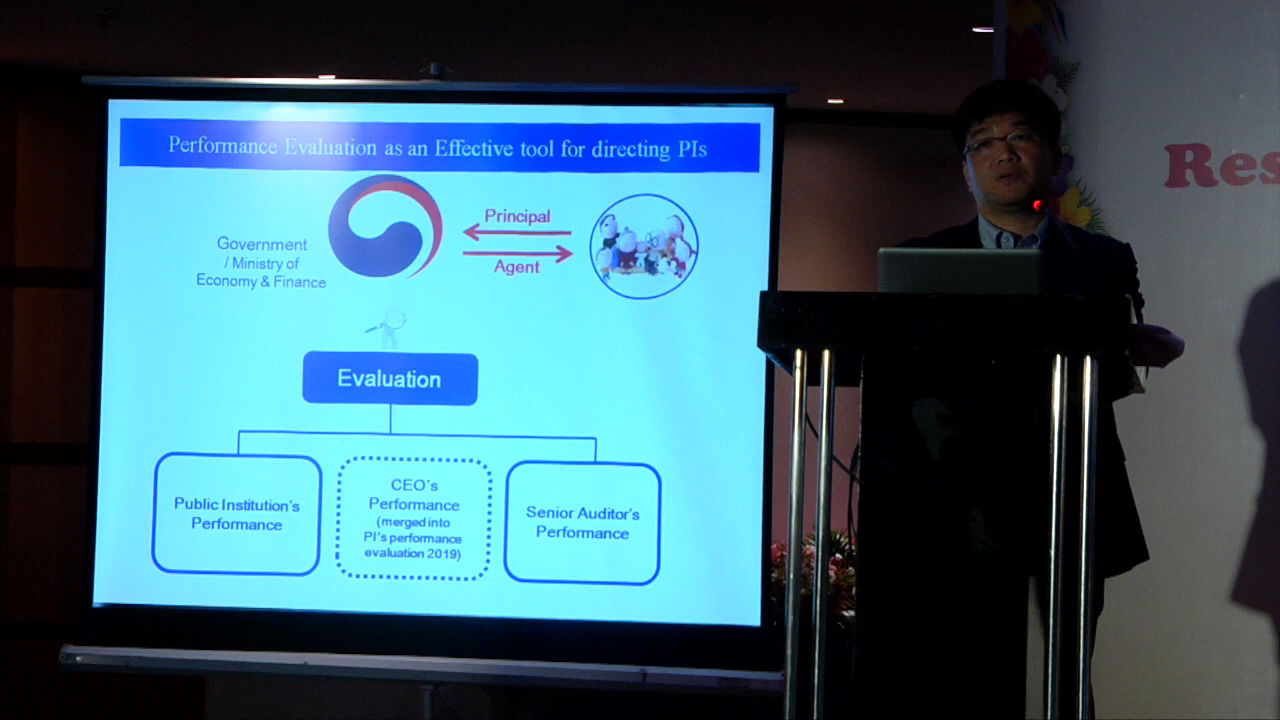 Performance Evaluation as an Effective tool for directing PIs
Government
/ Ministry of
Economy & Finance
Principal
Agent
Evaluation
Public Institution's
Performance
CEO's
Performance
(merged into
PI's performance
evaluation 2019)
Senior Auditor's
Performance
Res